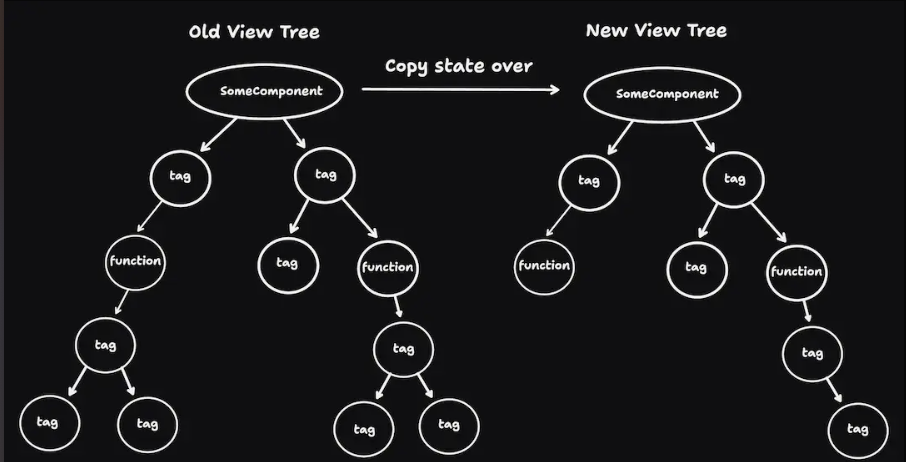 Old View Tree
New View Tree
Copy state over
SomeComponent
SomeComponent
tag
tag
tag
tag
function
tag
function
function
tag
function
tag
tag
tag
tag
tag
tag
tag
tag